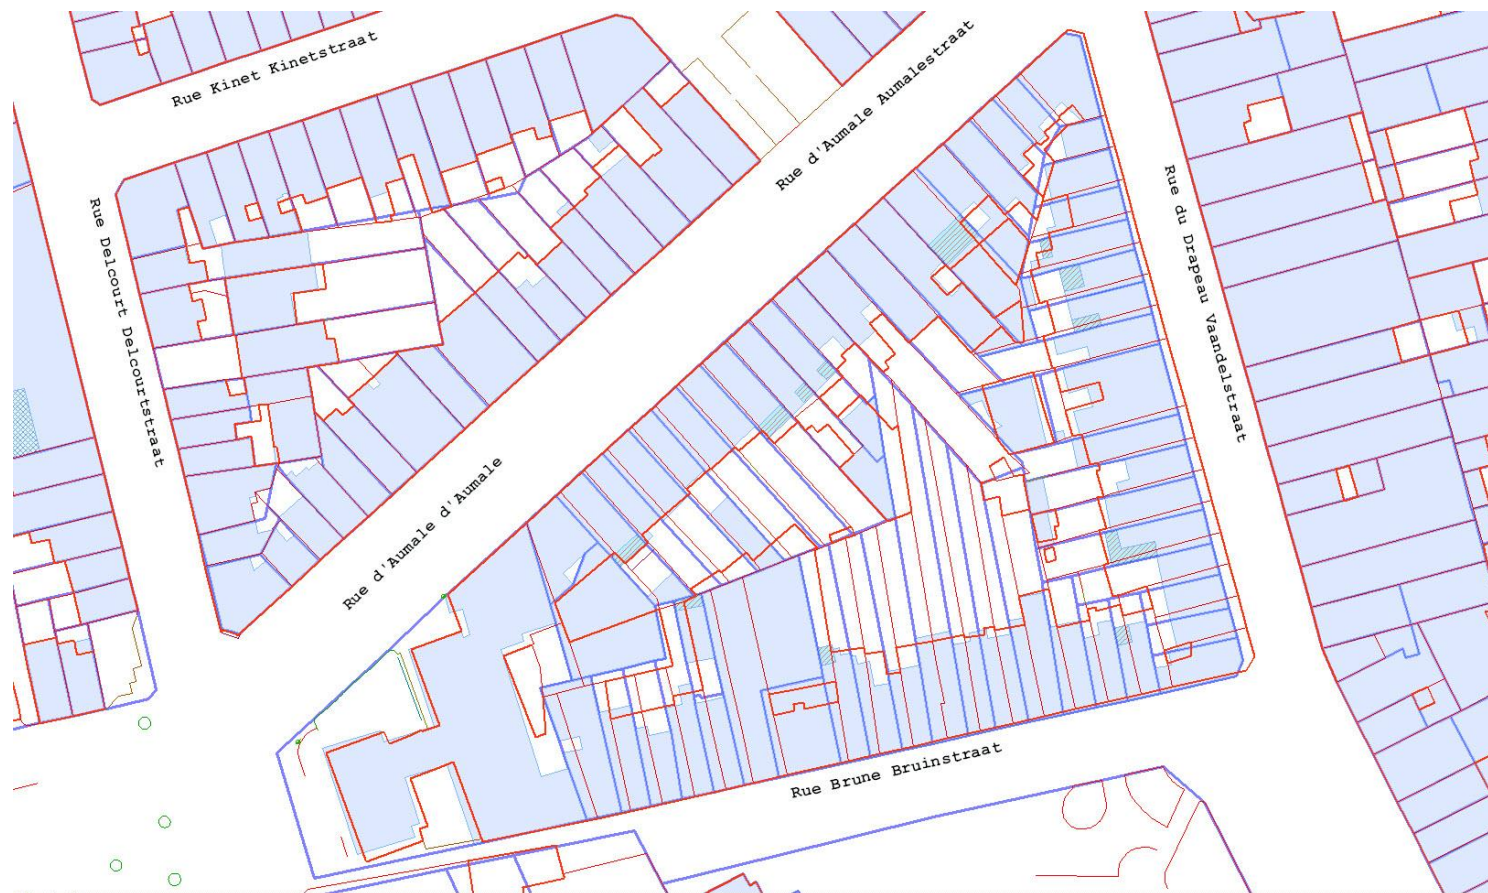 Rue Kinet Kinetstraat
Rue d'Aumale Aumalestraat
Rue Delcourt Delcourtstraat
Rue du Drapeau Vaandelstraat
Rue d'Aumale d'Aumale
Rue Brune Bruinstraat